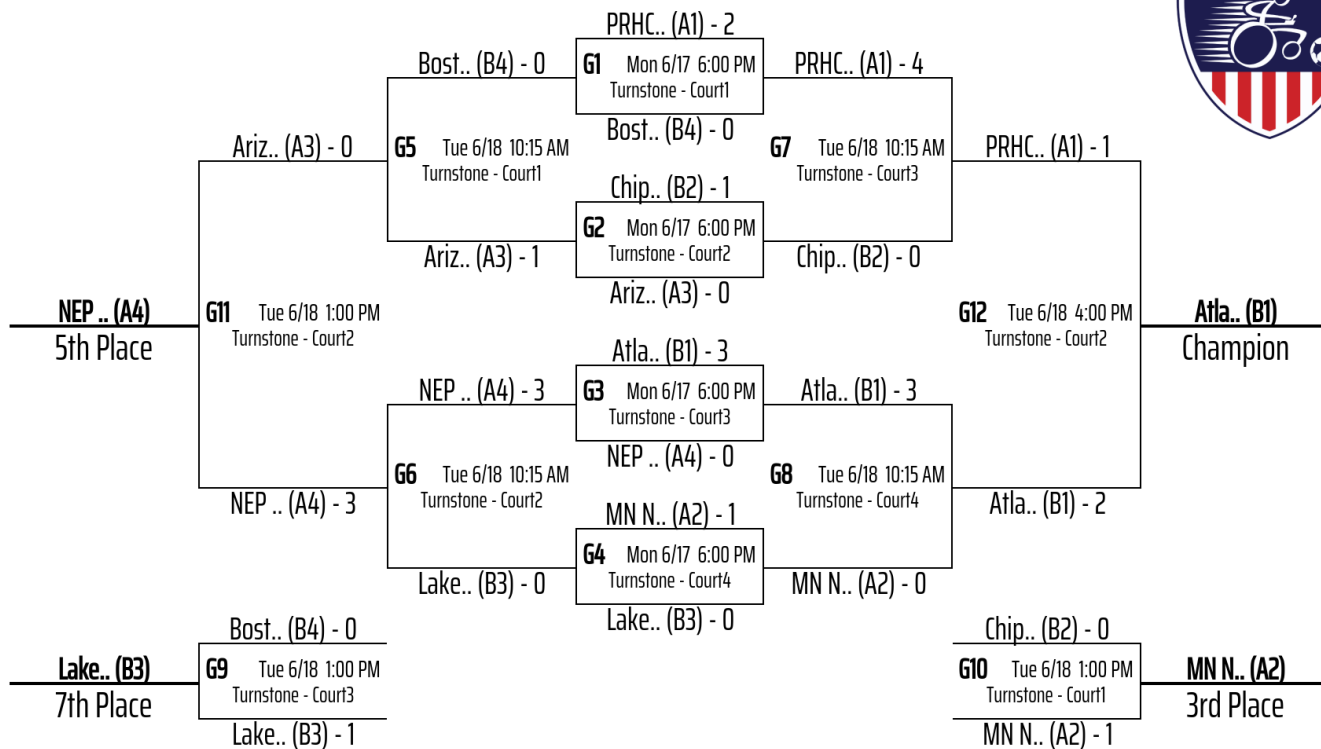 PRHC.. (A1) - 2
Bost.. (B4) - 0
G1 Mon 6/17 6:00 PM
PRHC.. (A1) - 4
Turnstone - Court1
Bost.. (B4) - 0
Ariz.. (A3) - 0
G5 Tue 6/18 10:15 AM
Turnstone - Court1
G7 Tue 6/18 10:15 AM
Turnstone - Court3
PRHC.. (A1) - 1
Chip.. (B2) - 1
G2 Mon 6/17 6:00 PM
Turnstone - Court2
Ariz.. (A3) - 1
Chip.. (B2) - 0
Ariz.. (A3) - 0
NEP .. (A4)
5th Place
G11 Tue 6/18 1:00 PM
Turnstone - Court2
G12 Tue 6/18 4:00 PM
Turnstone - Court2
Atla.. (B1)
Champion
Atla.. (B1) - 3
NEP .. (A4) - 3
G3 Mon 6/17 6:00 PM
Turnstone - Court3
Atla.. (B1) - 3
NEP .. (A4) - 0
G6 Tue 6/18 10:15 AM
Turnstone - Court2
G8 Tue 6/18 10:15 AM
Turnstone - Court4
NEP .. (A4) - 3
MN N.. (A2) - 1
Atla.. (B1) - 2
G4 Mon 6/17 6:00 PM
Turnstone - Court4
Lake.. (B3) - 0
MN N.. (A2) - 0
Lake.. (B3) - 0
Bost.. (B4) - 0
Lake.. (B3)
7th Place
G9 Tue 6/18 1:00 PM
Turnstone - Court3
Lake.. (B3) - 1
Chip.. (B2) - 0
G10 Tue 6/18 1:00 PM
Turnstone - Court1
MN N.. (A2) - 1
MN N.. (A2)
3rd Place